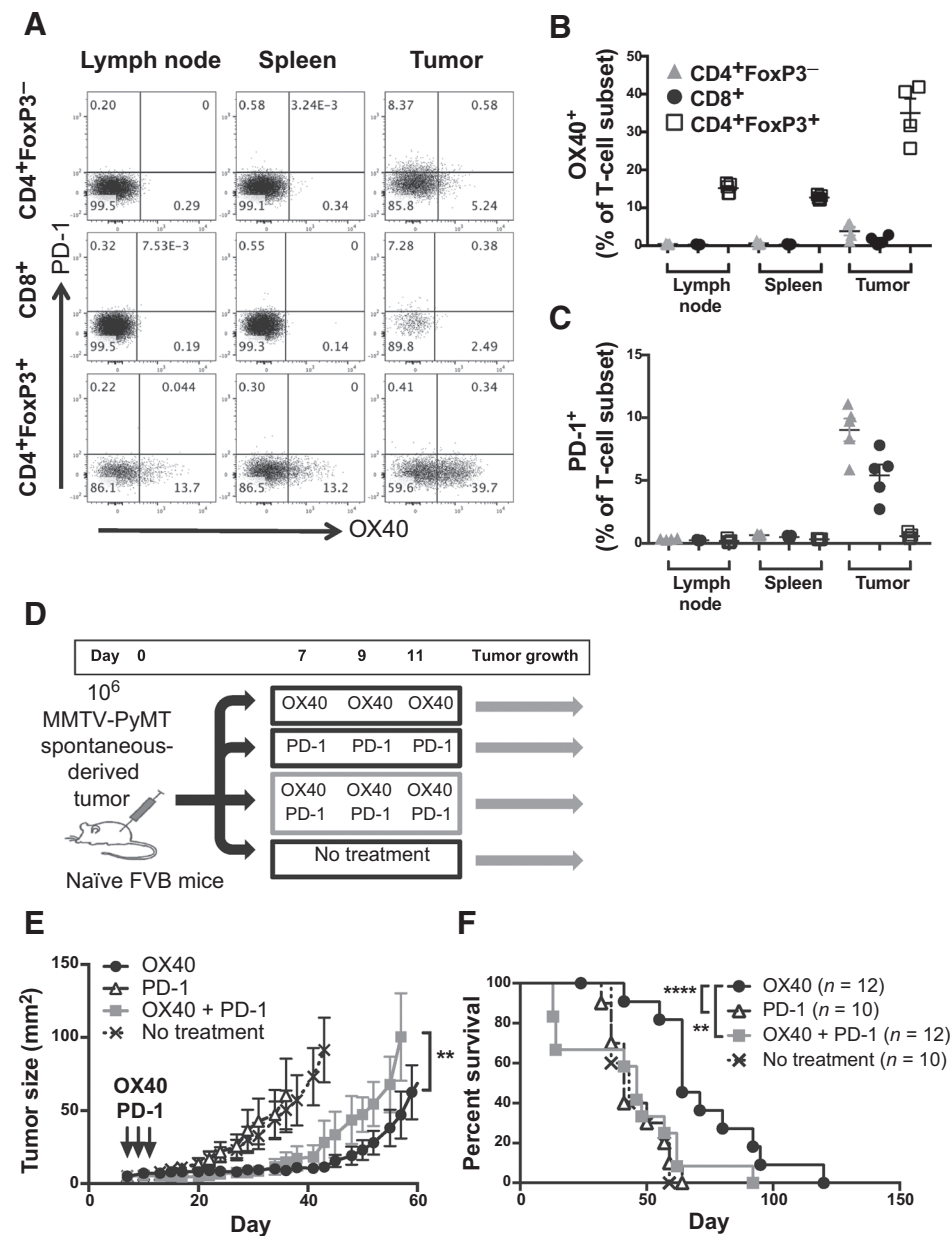 A
Lymph node Spleen Tumor
CD4+FoxP3−
0.20 0
99.5 0.29
0.58 3.24E−3
99.1 0.34
8.37 0.58
85.8 5.24
CD8+
0.32 7.53E−3
99.5 0.19
0.55 0
99.3 0.14
7.28 0.38
89.8 2.49
CD4+FoxP3+
0.22 0.044
86.1 13.7
0.30 0
86.5 13.2
0.41 0.34
59.6 39.7
PD-1
OX40
B
OX40+
(% of T-cell subset)
50
40
30
20
10
0
CD4+FoxP3−
CD8+
CD4+FoxP3+
Lymph
node
Spleen
Tumor
C
PD-1+
(% of T-cell subset)
15
10
5
0
Lymph
node
Spleen
Tumor
D
Day 0 7 9 11 Tumor growth
10⁶
MMTV-PyMT
spontaneous-
derived
tumor
Naïve FVB mice
OX40 OX40 OX40
PD-1 PD-1 PD-1
OX40 OX40 OX40
PD-1 PD-1 PD-1
No treatment
E
Tumor size (mm²)
150
100
50
0
OX40
PD-1
OX40 + PD-1
No treatment
OX40
PD-1
**
0 20 40 60
Day
F
Percent survival
100
80
60
40
20
0
****
**
OX40 (n = 12)
PD-1 (n = 10)
OX40 + PD-1 (n = 12)
No treatment (n = 10)
0 50 100 150
Day